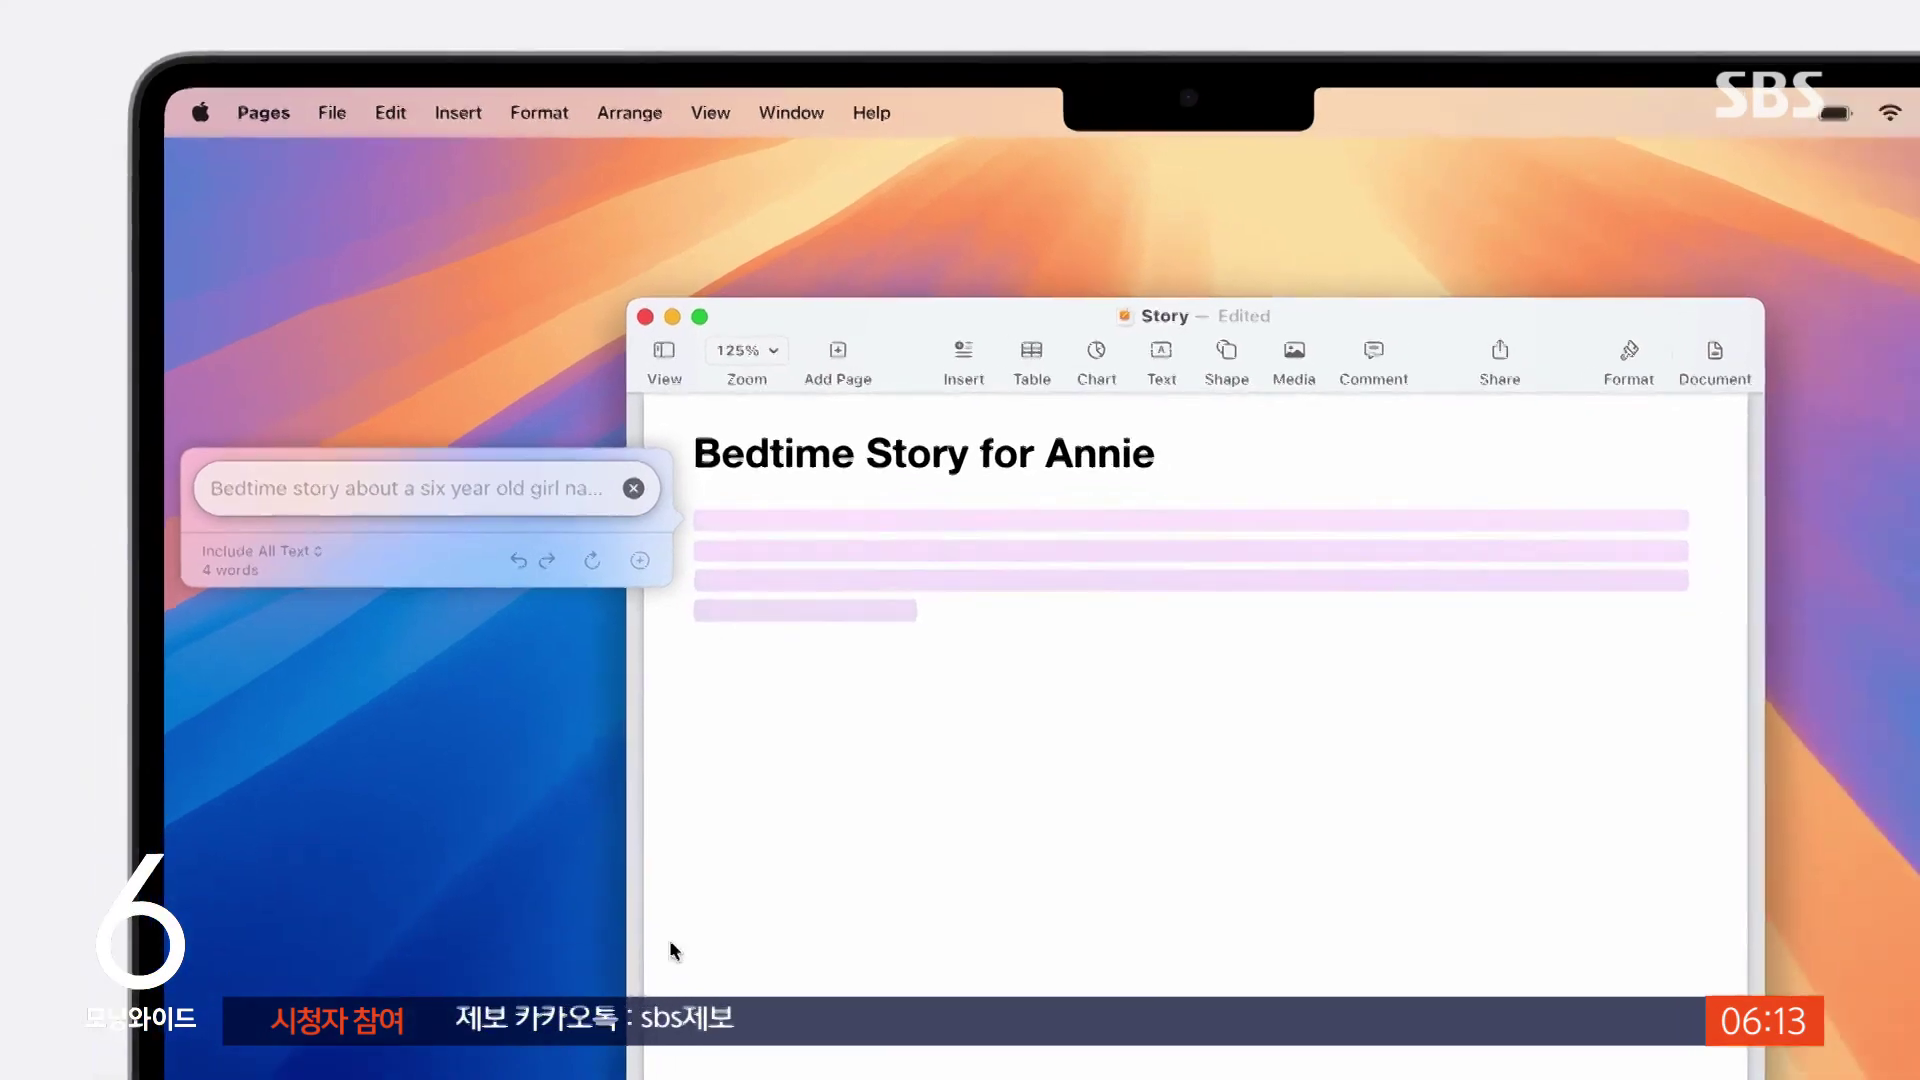 SBS
Pages File Edit Insert Format Arrange View Window Help
Story — Edited
125%
View Zoom Add Page Insert Table Chart Text Shape Media Comment Share Format Document
Bedtime Story for Annie
Bedtime story about a six year old girl na...
Include All Text
4 words
6
모닝와이드
시청자 참여 제보 카카오톡 : sbs제보
06:13